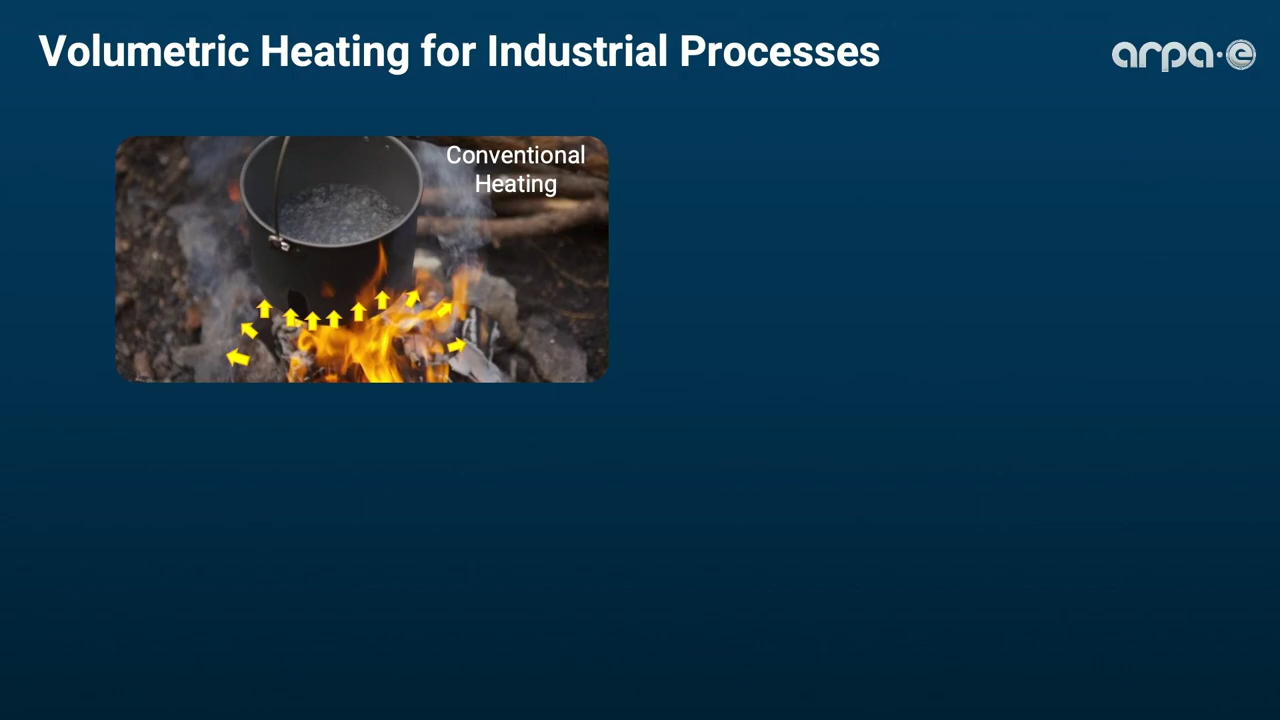 Volumetric Heating for Industrial Processes
arpa·e
Conventional
Heating